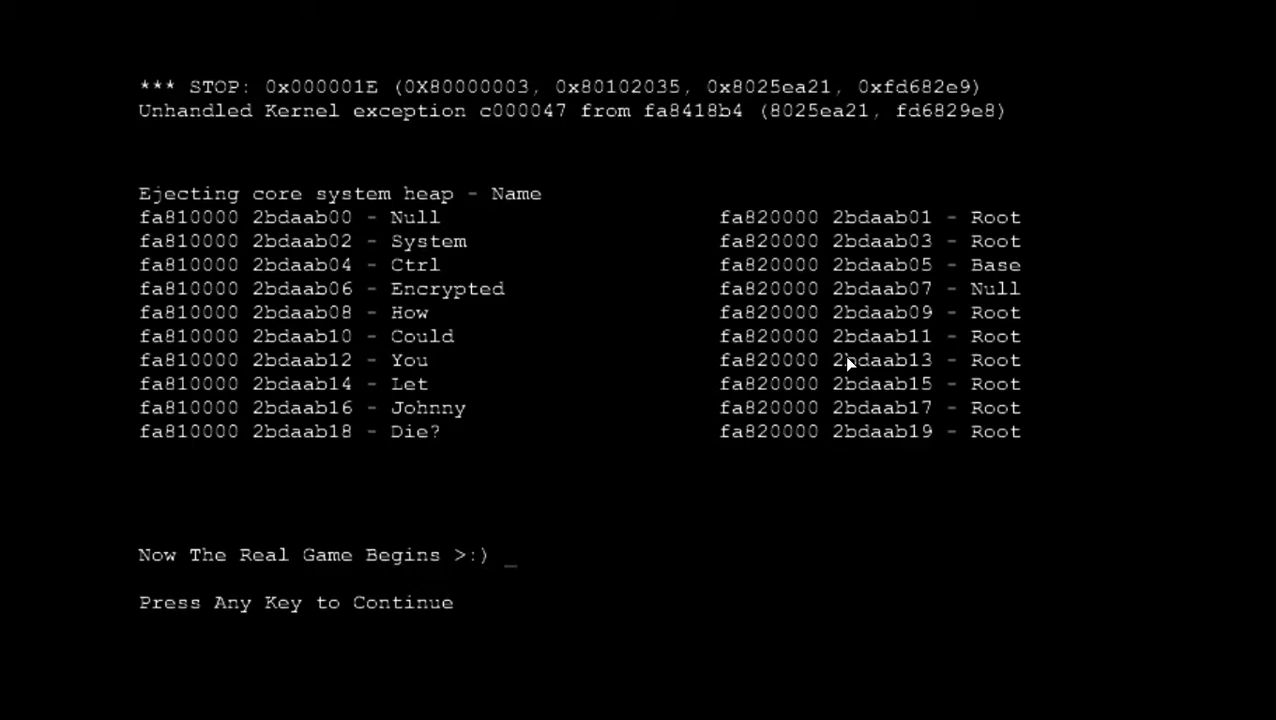 *** STOP: 0x000001E (0X80000003, 0x80102035, 0x8025ea21, 0xfd682e9)
Unhandled Kernel exception c000047 from fa8418b4 (8025ea21, fd6829e8)
Ejecting core system heap - Name
fa810000 2bdaab00 - Null fa820000 2bdaab01 - Root
fa810000 2bdaab02 - System fa820000 2bdaab03 - Root
fa810000 2bdaab04 - Ctrl fa820000 2bdaab05 - Base
fa810000 2bdaab06 - Encrypted fa820000 2bdaab07 - Null
fa810000 2bdaab08 - How fa820000 2bdaab09 - Root
fa810000 2bdaab10 - Could fa820000 2bdaab11 - Root
fa810000 2bdaab12 - You fa820000 2bdaab13 - Root
fa810000 2bdaab14 - Let fa820000 2bdaab15 - Root
fa810000 2bdaab16 - Johnny fa820000 2bdaab17 - Root
fa810000 2bdaab18 - Die? fa820000 2bdaab19 - Root
Now The Real Game Begins >:) _
Press Any Key to Continue